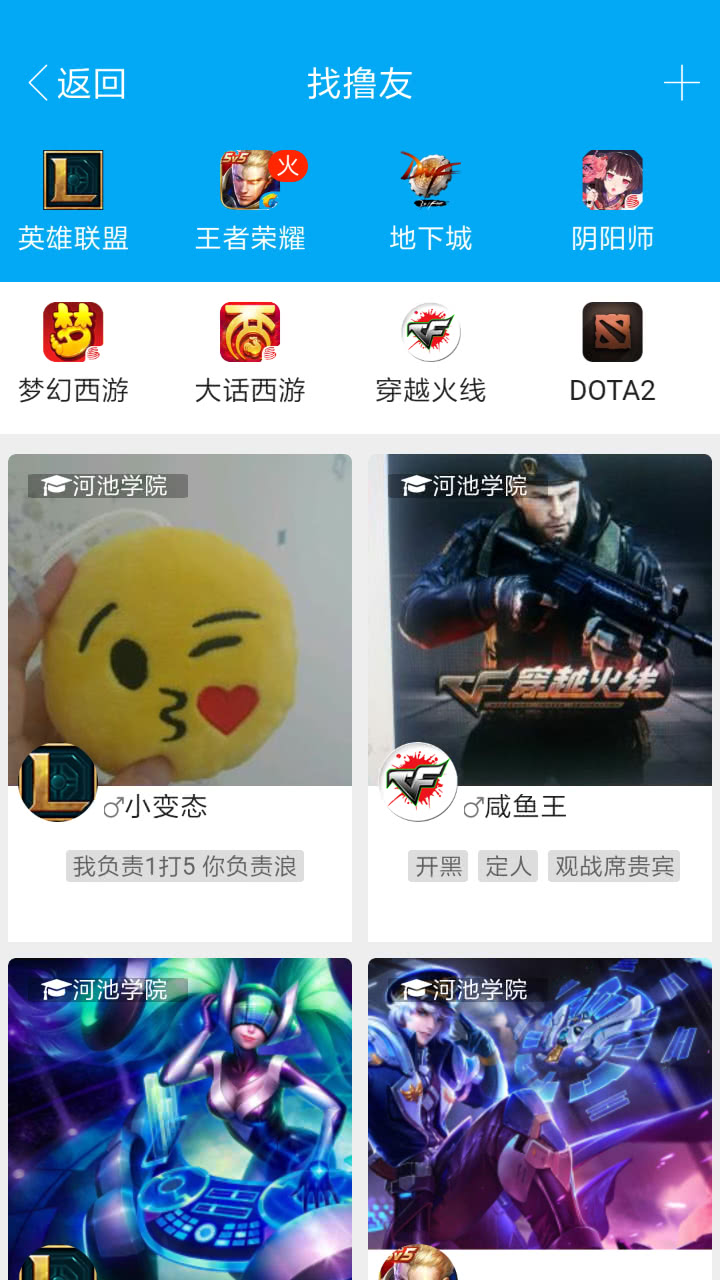 返回
找撸友
5V5
火
英雄联盟
王者荣耀
地下城
阴阳师
梦幻西游
大话西游
穿越火线
DOTA2
河池学院
河池学院
CF穿越火线
♂小变态
♂咸鱼王
我负责1打5 你负责浪
开黑
定人
观战席贵宾
河池学院
河池学院